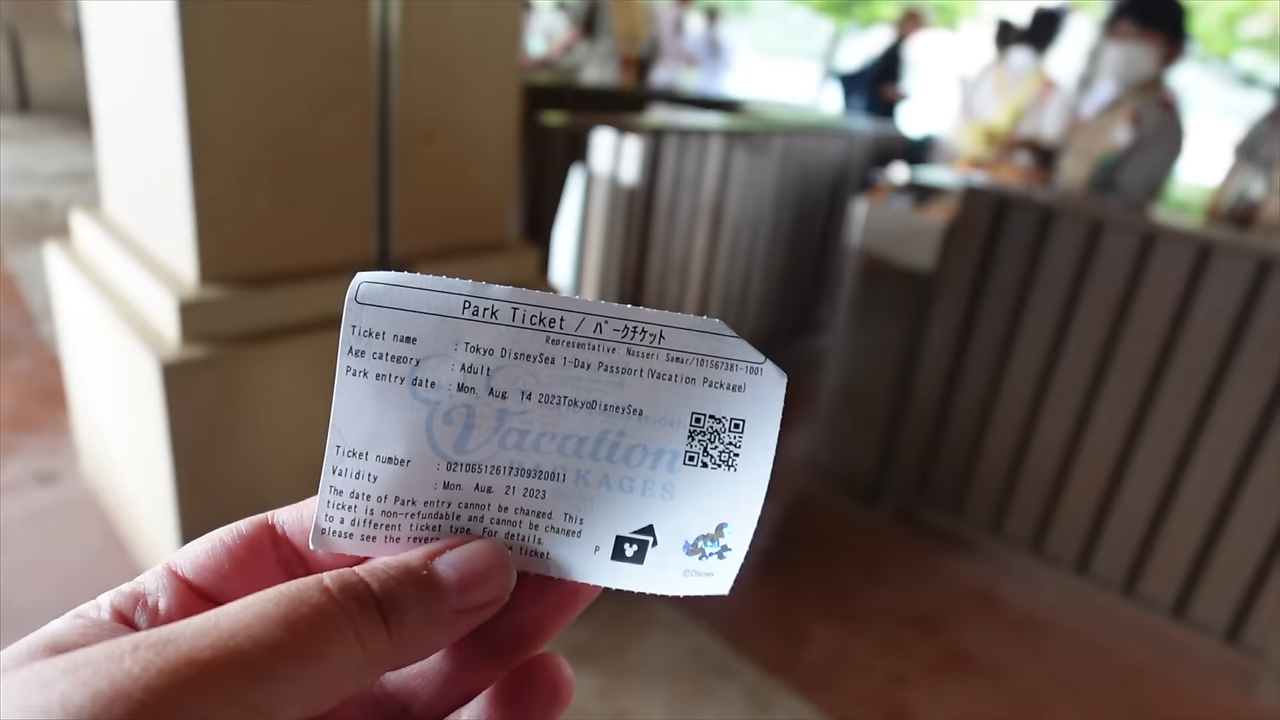 Park Ticket / パークチケット
Representative: Nasseri Samar/101567381-1001
Ticket name : Tokyo DisneySea 1-Day Passport(Vacation Package)
Age category : Adult
Park entry date : Mon. Aug. 14 2023TokyoDisneySea
Vacation
PACKAGES
Ticket number : 02106512617309320011
Validity : Mon. Aug. 21 2023
The date of Park entry cannot be changed. This
ticket is non-refundable and cannot be changed
to a different ticket type. For details,
please see the ticket
P
©Disney